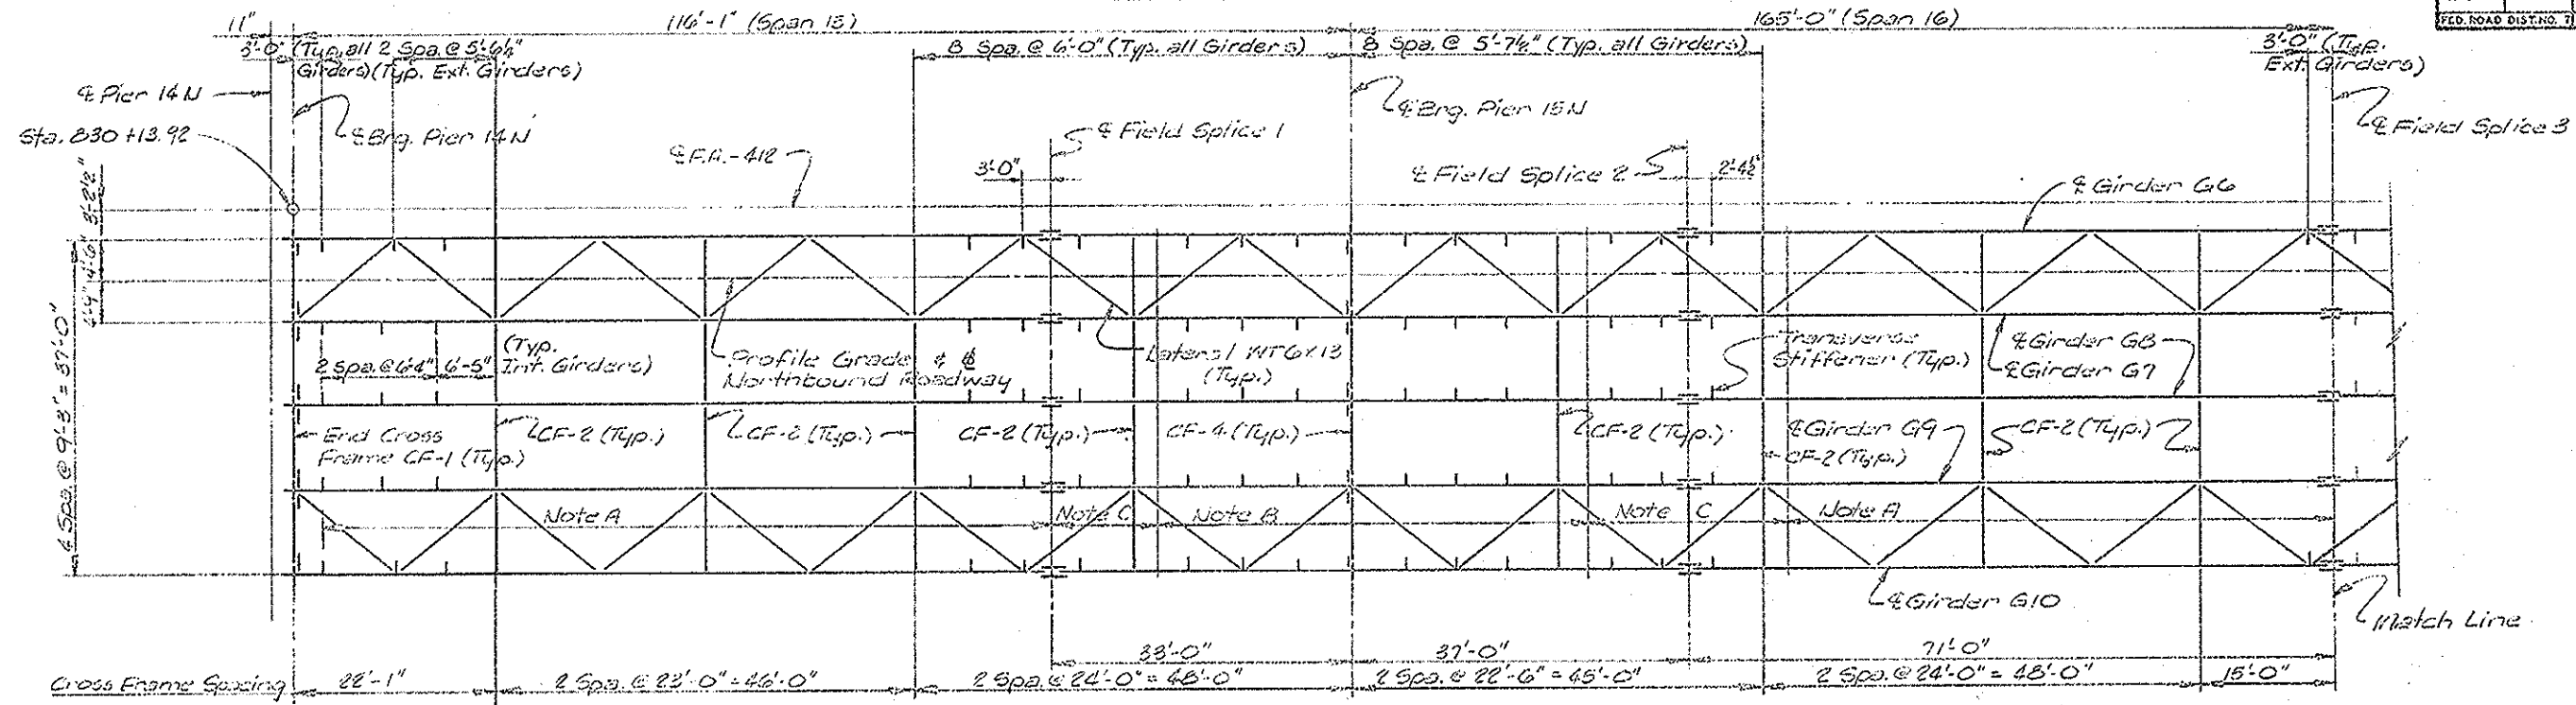 116'-1" (Span 15)
165'-0" (Span 16)
FED. ROAD DIST. NO. 7
11"
3'-0" (Typ. all Girders)
2 Spa. @ 5'-6½" (Typ. Ext. Girders)
8 Spa. @ 6'-0" (Typ. all Girders)
8 Spa. @ 5'-7½" (Typ. all Girders)
3'-0" (Typ. Ext. Girders)
℄ Pier 14N
℄ Brg. Pier 14N
Sta. 830+13.92
℄ F.A.-412
℄ Field Splice 1
℄ Brg. Pier 15N
℄ Field Splice 2
℄ Field Splice 3
3'-0"
2'-4½"
℄ Girder G6
3'-2½"
4'-6"
4'-9"
4 Spa. @ 9'-3" = 37'-0"
2 Spa. @ 6'-4"
6'-5"
(Typ. Int. Girders)
Profile Grade & ℄
Northbound Roadway
Lateral WT6x13
(Typ.)
Transverse
Stiffener (Typ.)
℄ Girder G8
℄ Girder G7
End Cross
Frame CF-1 (Typ.)
CF-2 (Typ.)
CF-2 (Typ.)
CF-2 (Typ.)
CF-4 (Typ.)
CF-2 (Typ.)
℄ Girder G9
CF-2 (Typ.)
CF-2 (Typ.)
Note A
Note C
Note B
Note C
Note A
℄ Girder G10
Match Line
33'-0"
37'-0"
71'-0"
Cross Frame Spacing
22'-1"
2 Spa. @ 23'-0" = 46'-0"
2 Spa. @ 24'-0" = 48'-0"
2 Spa. @ 22'-6" = 45'-0"
2 Spa. @ 24'-0" = 48'-0"
15'-0"